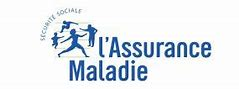 SÉCURITÉ SOCIALE
l'Assurance
Maladie